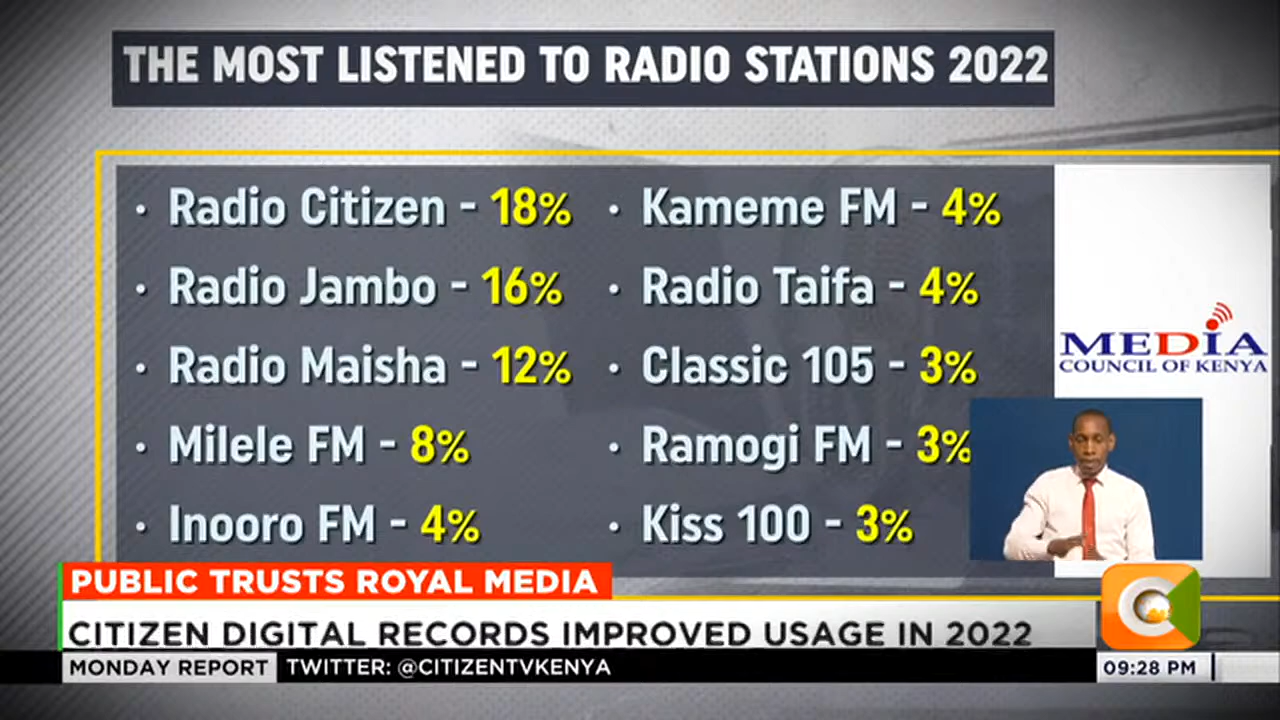 THE MOST LISTENED TO RADIO STATIONS 2022
• Radio Citizen - 18%
• Radio Jambo - 16%
• Radio Maisha - 12%
• Milele FM - 8%
• Inooro FM - 4%
• Kameme FM - 4%
• Radio Taifa - 4%
• Classic 105 - 3%
• Ramogi FM - 3%
• Kiss 100 - 3%
MEDIA
COUNCIL OF KENYA
PUBLIC TRUSTS ROYAL MEDIA
CITIZEN DIGITAL RECORDS IMPROVED USAGE IN 2022
MONDAY REPORT TWITTER: @CITIZENTVKENYA
09:28 PM